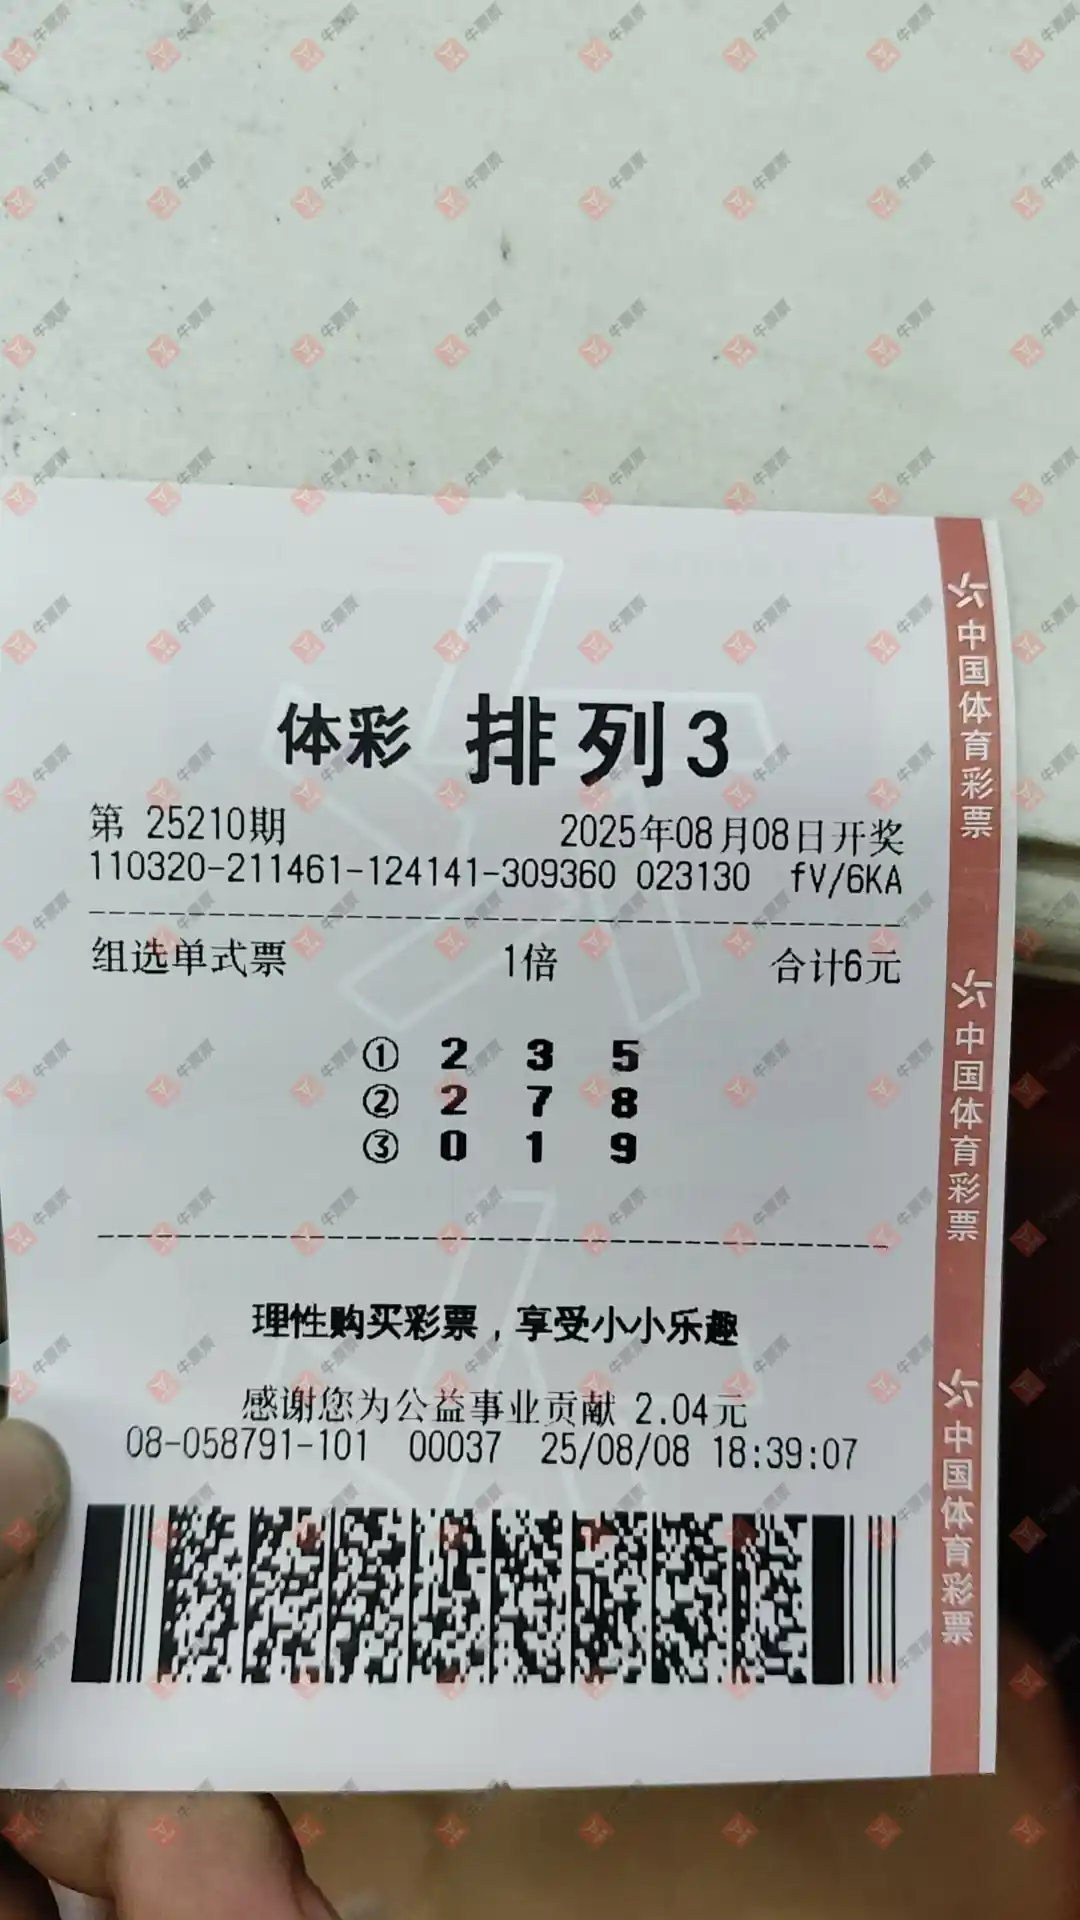 体彩 排列3
第 25210期 2025年08月08日开奖
110320-211461-124141-309360 023130 fV/6KA
组选单式票 1倍 合计6元
① 2 3 5
② 2 7 8
③ 0 1 9
理性购买彩票，享受小小乐趣
感谢您为公益事业贡献 2.04元
08-058791-101 00037 25/08/08 18:39:07
中国体育彩票
中国体育彩票
中国体育彩票
牛票票